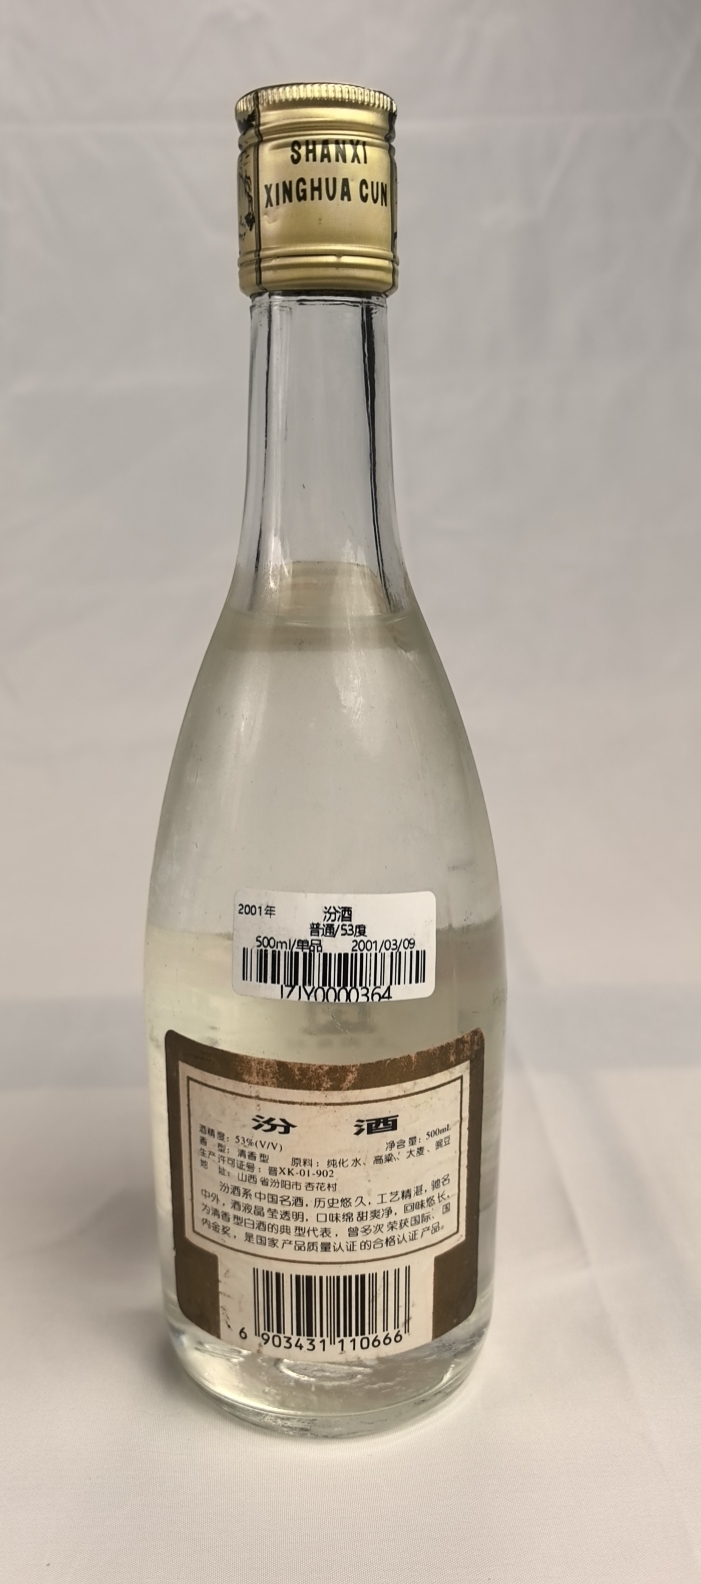 SHANXI
XINGHUA CUN
2001年 汾酒
普通/53度
500ml/单品 2001/03/09
JZJY0000364
汾 酒
酒精度：53%(V/V) 净含量：500mL
香 型：清香型 原料：纯化水、高粱、大麦、豌豆
生产许可证号：晋XK-01-902
地 址：山西省汾阳市杏花村
汾酒系中国名酒，历史悠久，工艺精湛，驰名
中外，酒液晶莹透明，口味绵甜爽净，回味悠长，
为清香型白酒的典型代表，曾多次荣获国际、国
内金奖，是国家产品质量认证的合格认证产品。
6 903431 110666